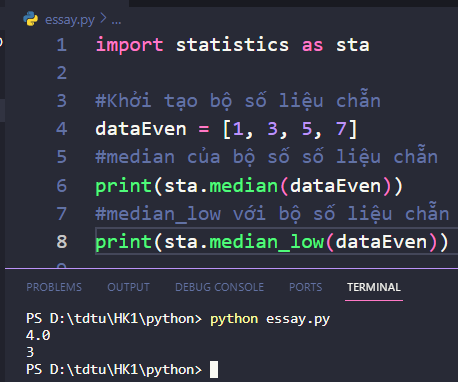 essay.py > ...
1 import statistics as sta
2
3 #Khởi tạo bộ số liệu chẵn
4 dataEven = [1, 3, 5, 7]
5 #median của bộ số số liệu chẵn
6 print(sta.median(dataEven))
7 #median_low với bộ số liệu chẵn
8 print(sta.median_low(dataEven))
PROBLEMS OUTPUT DEBUG CONSOLE PORTS TERMINAL
PS D:\tdtu\HK1\python> python essay.py
4.0
3
PS D:\tdtu\HK1\python>